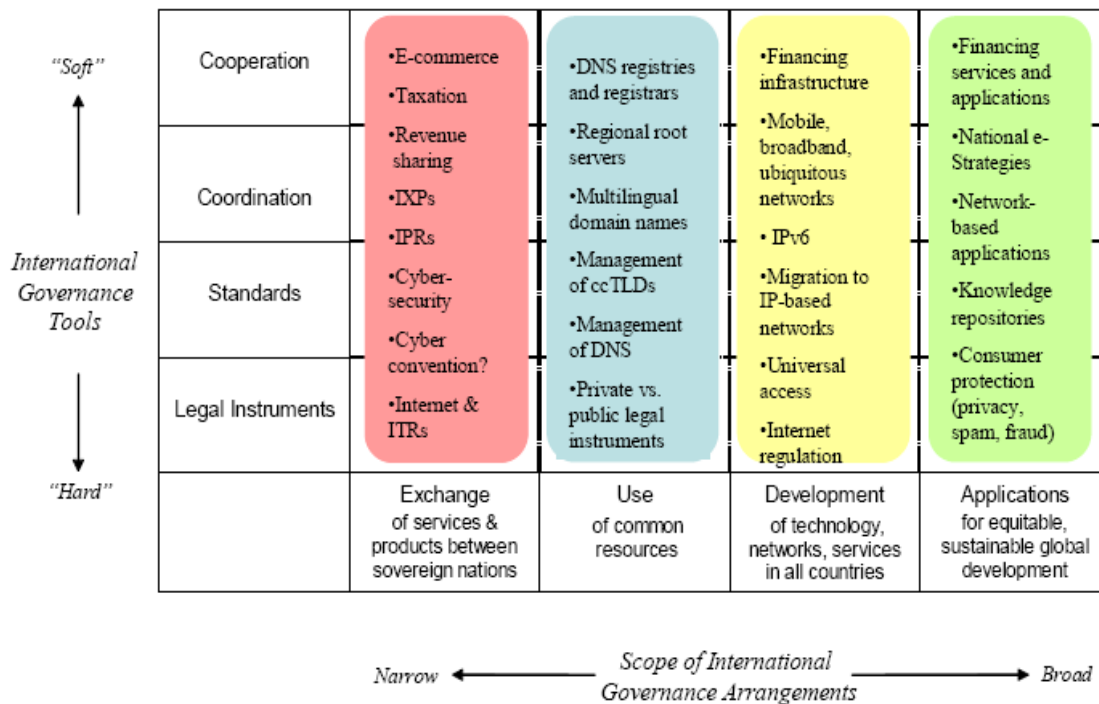 “Soft”
International
Governance
Tools
“Hard”
Cooperation
Coordination
Standards
Legal Instruments
•E-commerce
•Taxation
•Revenue
sharing
•IXPs
•IPRs
•Cyber-
security
•Cyber
convention?
•Internet &
ITRs
•DNS registries
and registrars
•Regional root
servers
•Multilingual
domain names
•Management
of ccTLDs
•Management
of DNS
•Private vs.
public legal
instruments
•Financing
infrastructure
•Mobile,
broadband,
ubiquitous
networks
• IPv6
•Migration to
IP-based
networks
•Universal
access
•Internet
regulation
•Financing
services and
applications
•National e-
Strategies
•Network-
based
applications
•Knowledge
repositories
•Consumer
protection
(privacy,
spam, fraud)
Exchange
of services &
products between
sovereign nations
Use
of common
resources
Development
of technology,
networks, services
in all countries
Applications
for equitable,
sustainable global
development
Narrow
Scope of International
Governance Arrangements
Broad